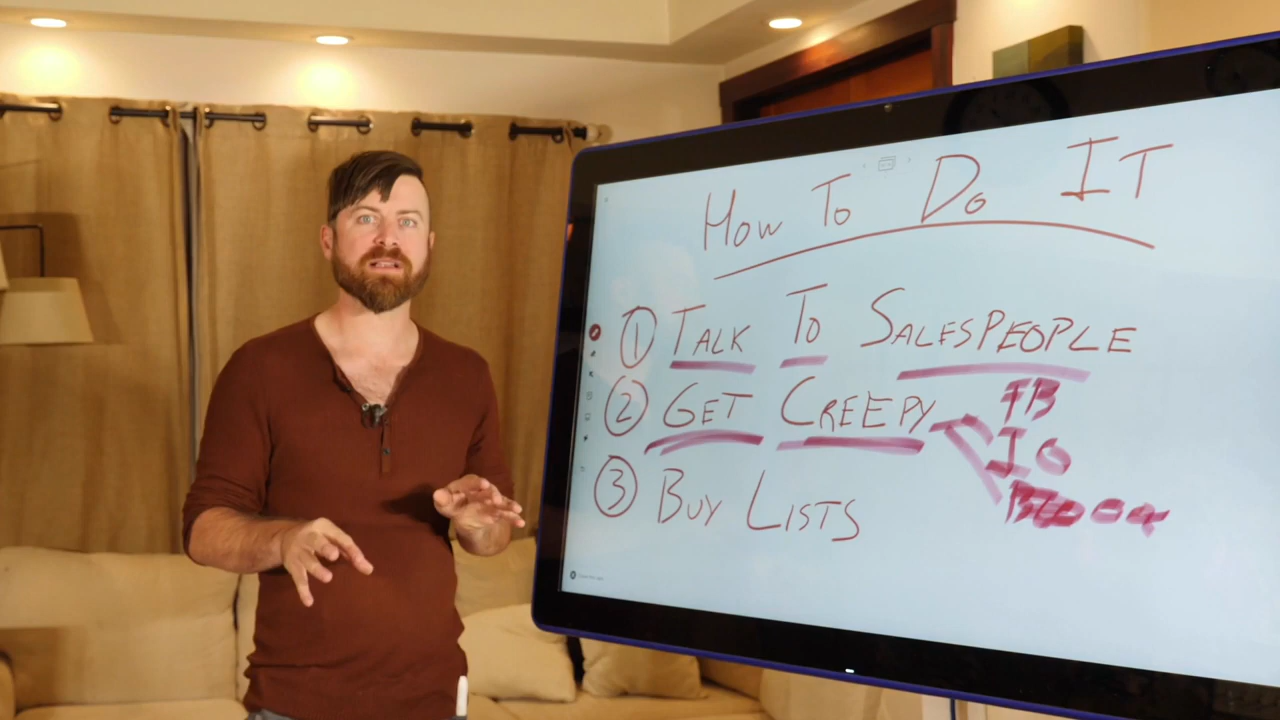 How To Do It
1 Talk To SalesPeople
2 Get Creepy
FB
IG
3 Buy Lists